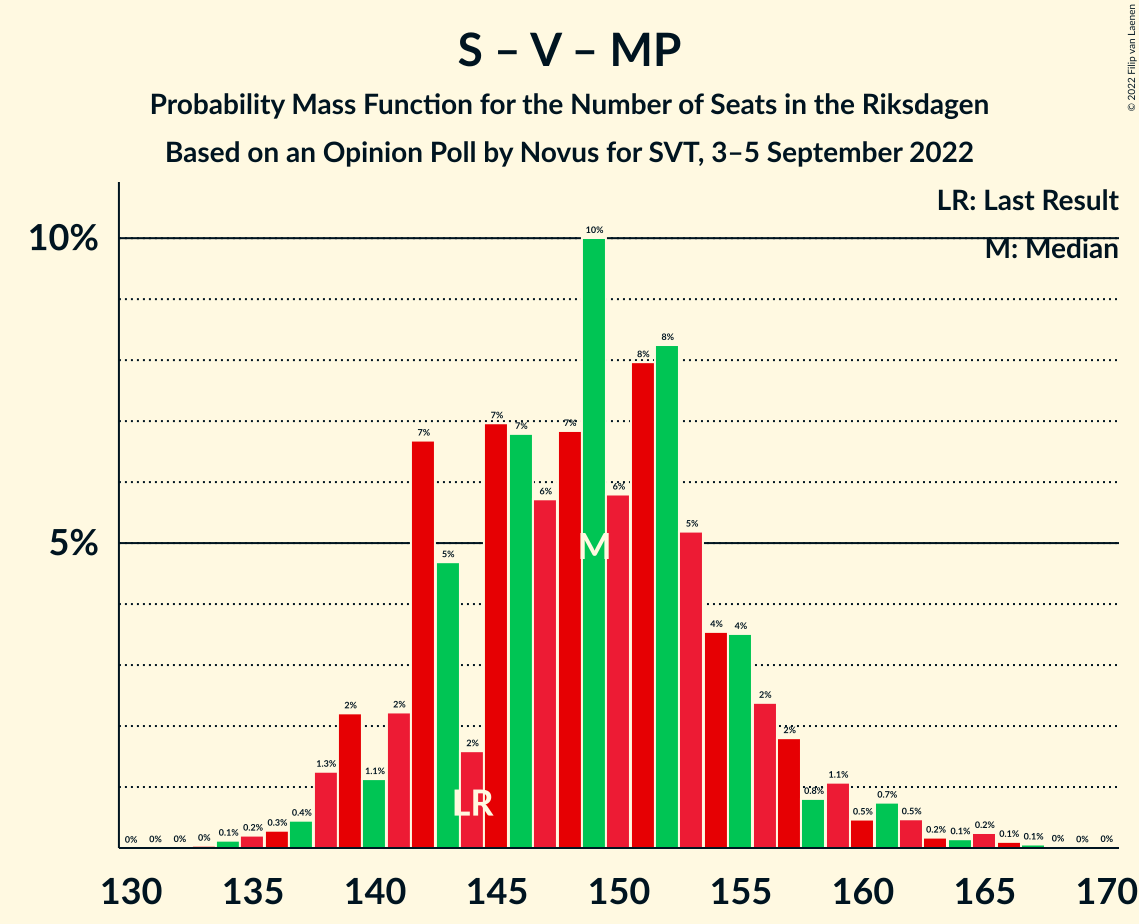 S – V – MP
Probability Mass Function for the Number of Seats in the Riksdagen
Based on an Opinion Poll by Novus for SVT, 3–5 September 2022
© 2022 Filip van Laenen
LR: Last Result
M: Median
10%
5%
0% 0% 0% 0% 0.1% 0.2% 0.3% 0.4% 1.3% 2% 1.1% 2% 7% 5% 2% 7% 7% 6% 7% 10% 6% 8% 8% 5% 4% 4% 2% 2% 0.8% 1.1% 0.5% 0.7% 0.5% 0.2% 0.1% 0.2% 0.1% 0.1% 0% 0% 0%
M
LR
130 135 140 145 150 155 160 165 170